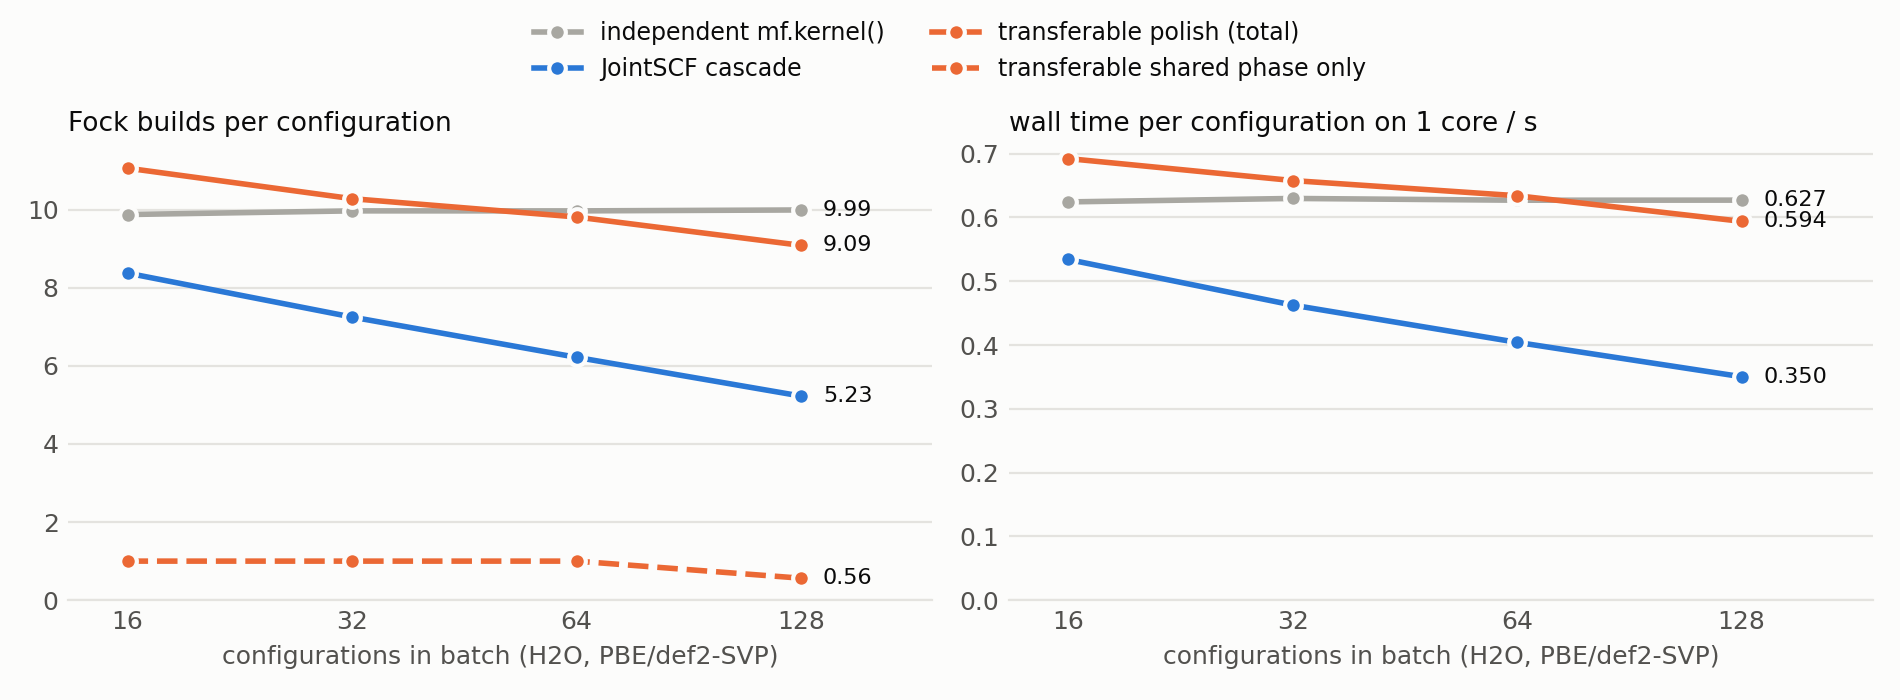 independent mf.kernel()
JointSCF cascade
transferable polish (total)
transferable shared phase only
Fock builds per configuration
10
8
6
4
2
0
9.99
9.09
5.23
0.56
16 32 64 128
configurations in batch (H2O, PBE/def2-SVP)
wall time per configuration on 1 core / s
0.7
0.6
0.5
0.4
0.3
0.2
0.1
0.0
0.627
0.594
0.350
16 32 64 128
configurations in batch (H2O, PBE/def2-SVP)